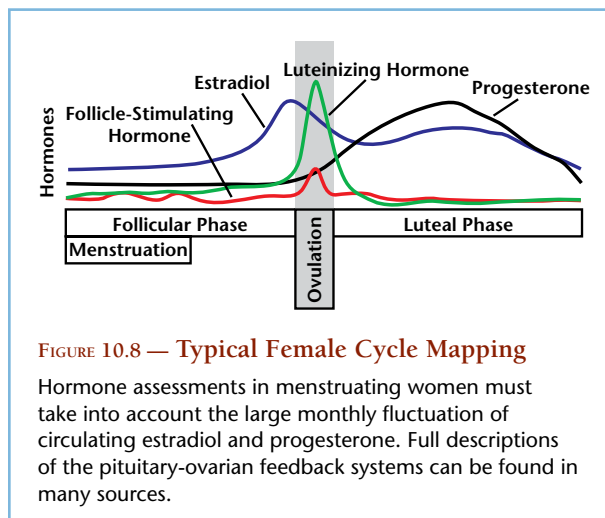 Luteinizing Hormone
Estradiol
Progesterone
Follicle-Stimulating
Hormone
Hormones
Follicular Phase
Ovulation
Luteal Phase
Menstruation
FIGURE 10.8 — Typical Female Cycle Mapping
Hormone assessments in menstruating women must
take into account the large monthly fluctuation of
circulating estradiol and progesterone. Full descriptions
of the pituitary-ovarian feedback systems can be found in
many sources.